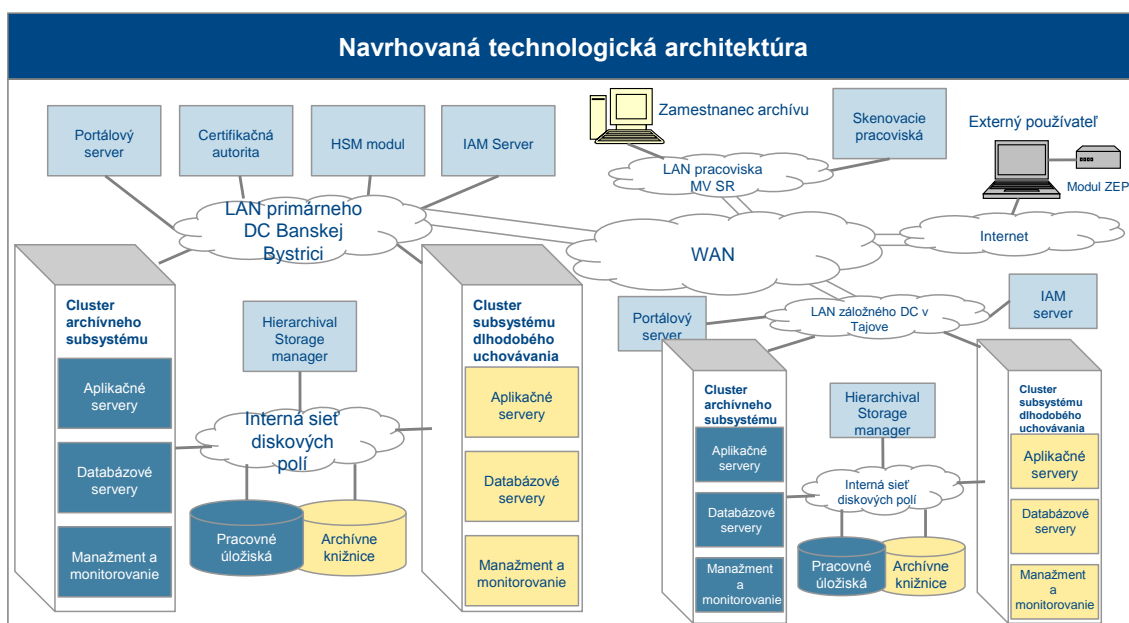 Navrhovaná technologická architektúra
Portálový
server
Certifikačná
autorita
HSM modul
IAM Server
Zamestnanec archívu
Skenovacie
pracoviská
Externý používateľ
Modul ZEP
LAN pracoviska
MV SR
LAN primárneho
DC Banskej
Bystrici
WAN
Internet
Cluster
archívneho
subsystému
Aplikačné
servery
Databázové
servery
Manažment a
monitorovanie
Hierarchival
Storage
manager
Interná sieť
diskových
polí
Pracovné
úložiská
Archívne
knižnice
Cluster
subsystému
dlhodobého
uchovávania
Aplikačné
servery
Databázové
servery
Manažment a
monitorovanie
Portálový
server
LAN záložného DC v
Tajove
IAM
server
Cluster
archívneho
subsystému
Aplikačné
servery
Databázové
servery
Manažment
a
monitorovanie
Hierarchival
Storage
manager
Interná sieť
diskových polí
Pracovné
úložiská
Archívne
knižnice
Cluster
subsystému
dlhodobého
uchovávania
Aplikačné
servery
Databázové
servery
Manažment
a
monitorovanie